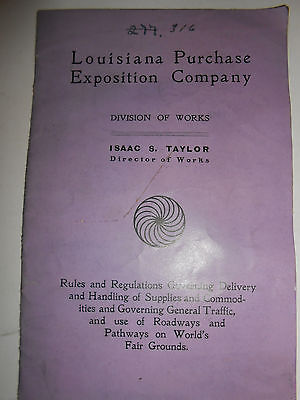 277. 316
Louisiana Purchase
Exposition Company
DIVISION OF WORKS
ISAAC S. TAYLOR
Director of Works
Rules and Regulations Governing Delivery
and Handling of Supplies and Commod-
ities and Governing General Traffic,
and use of Roadways and
Pathways on World's
Fair Grounds.